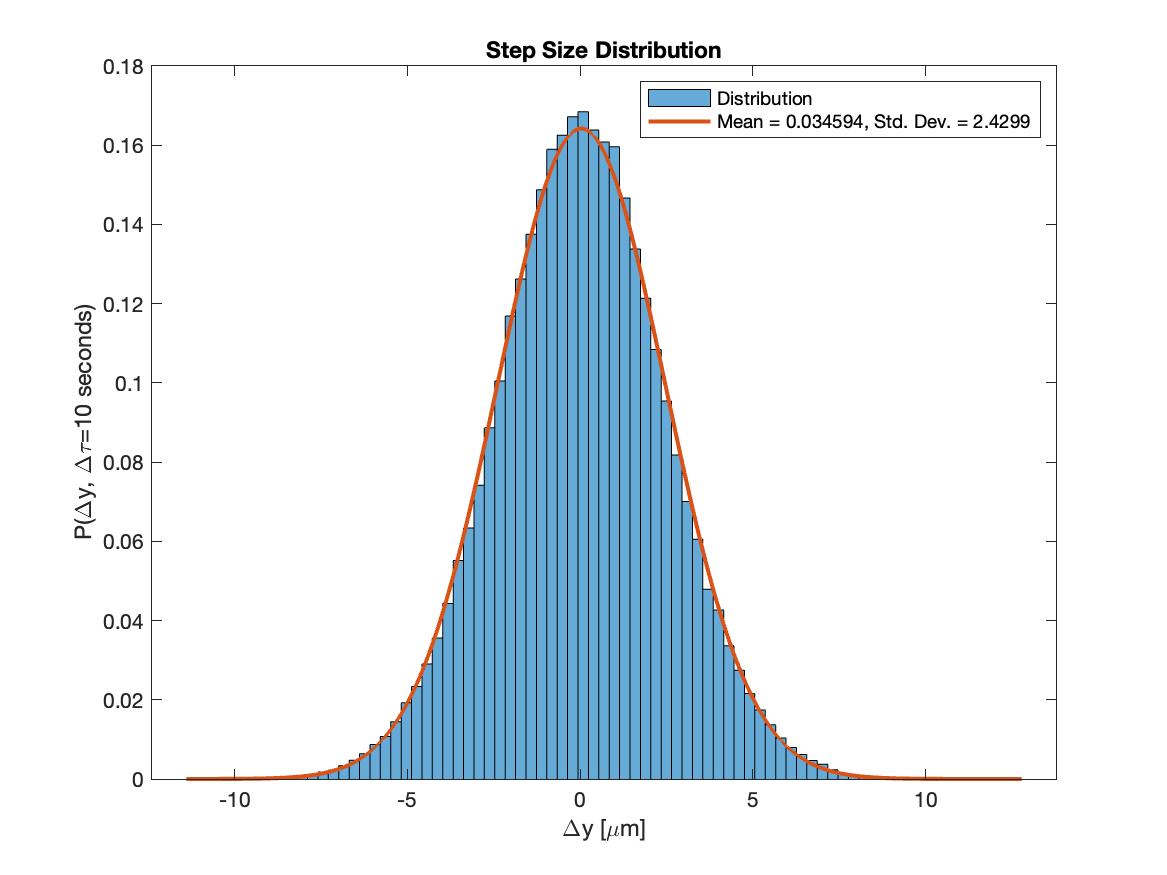 Step Size Distribution
Distribution
Mean = 0.034594, Std. Dev. = 2.4299
P(Δy, Δτ=10 seconds)
0.18
0.16
0.14
0.12
0.1
0.08
0.06
0.04
0.02
0
-10 -5 0 5 10
Δy [μm]